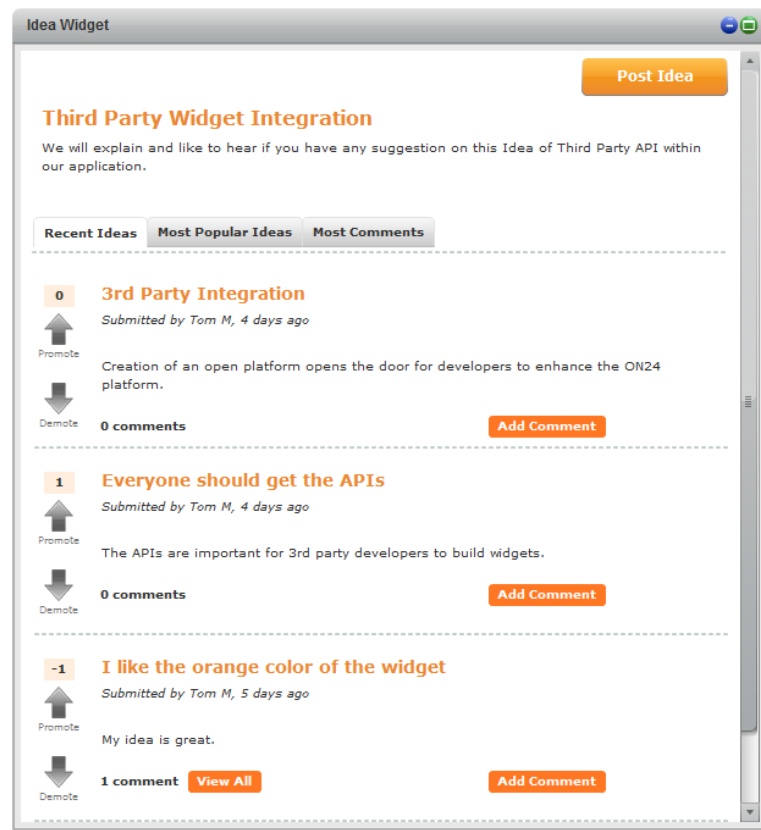 Idea Widget
Post Idea
Third Party Widget Integration
We will explain and like to hear if you have any suggestion on this Idea of Third Party API within
our application.
Recent Ideas Most Popular Ideas Most Comments
0
3rd Party Integration
Submitted by Tom M, 4 days ago
Promote
Creation of an open platform opens the door for developers to enhance the ON24
platform.
Demote
0 comments Add Comment
1
Everyone should get the APIs
Submitted by Tom M, 4 days ago
Promote
The APIs are important for 3rd party developers to build widgets.
0 comments Add Comment
Demote
-1
I like the orange color of the widget
Submitted by Tom M, 5 days ago
Promote
My idea is great.
1 comment View All Add Comment
Demote